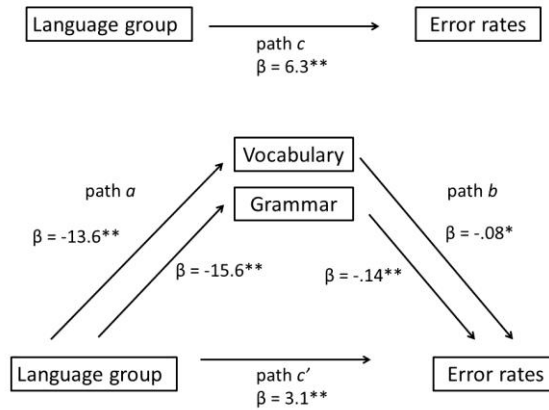 Language group
Error rates
path c
β = 6.3**
Vocabulary
path a
Grammar
path b
β = -13.6**
β = -15.6**
β = -.14**
β = -.08*
Language group
path c′
β = 3.1**
Error rates